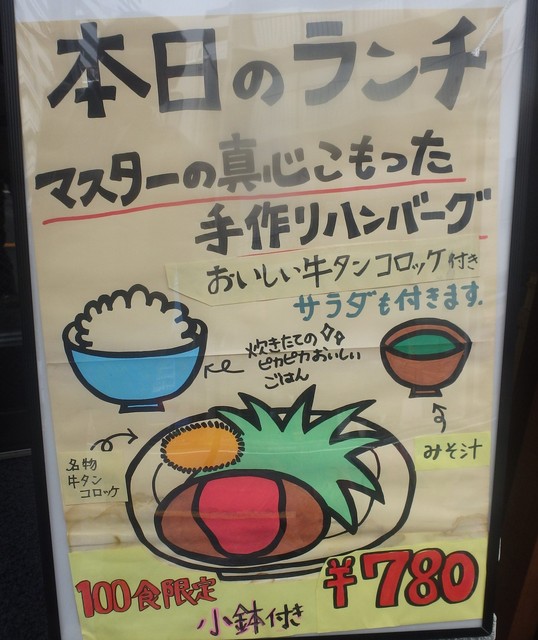 本日のランチ
マスターの真心こもった
手作りハンバーグ
おいしい牛タンコロッケ付き
サラダも付きます.
炊きたての
ピカピカおいしい
ごはん
みそ汁
名物
牛タン
コロッケ
100食限定
¥780
小鉢付き